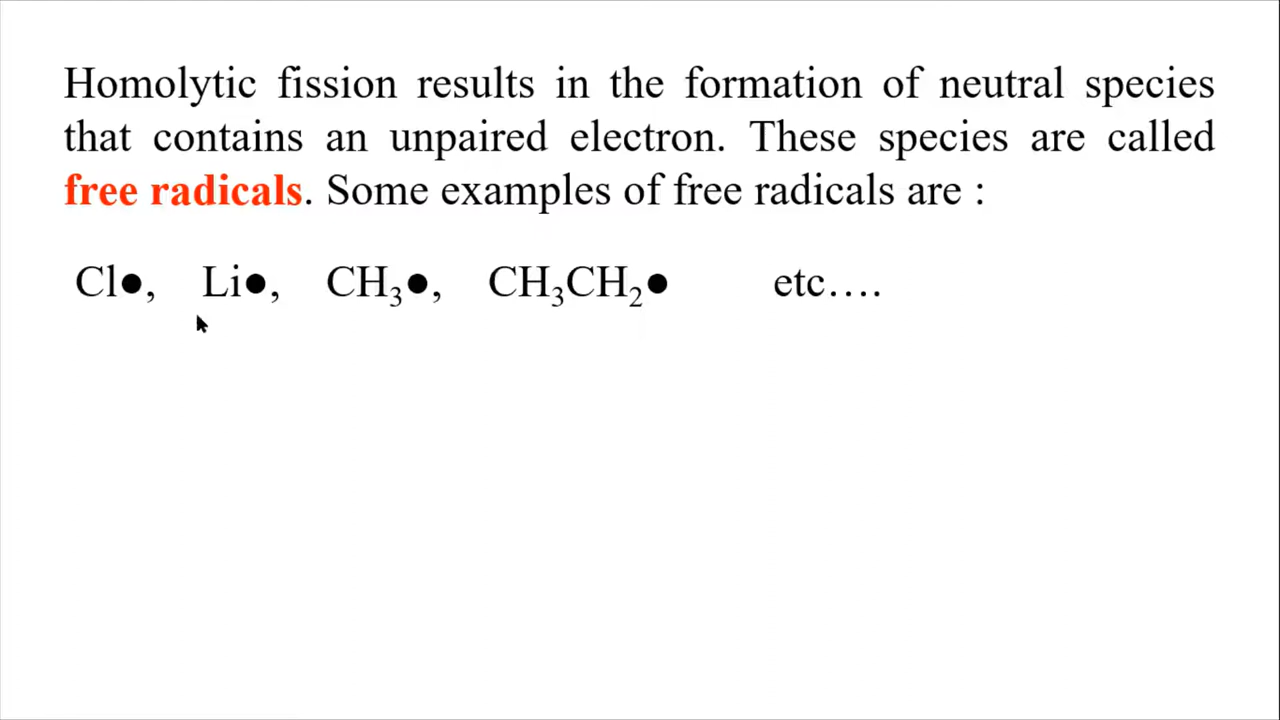 Homolytic fission results in the formation of neutral species
that contains an unpaired electron. These species are called
free radicals. Some examples of free radicals are :
Cl●, Li●, CH₃●, CH₃CH₂● etc….